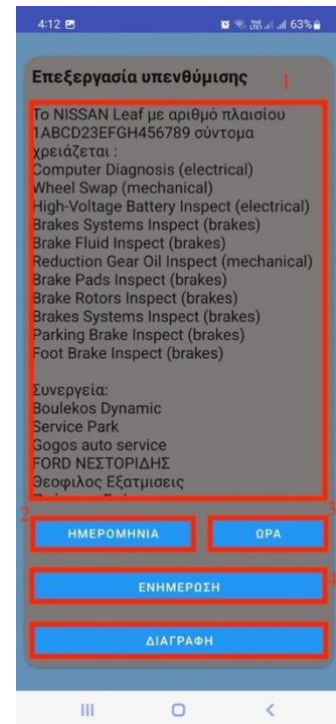 4:12
63%
Επεξεργασία υπενθύμισης
1
Το NISSAN Leaf με αριθμό πλαισίου
1ABCD23EFGH456789 σύντομα
χρειάζεται :
Computer Diagnosis (electrical)
Wheel Swap (mechanical)
High-Voltage Battery Inspect (electrical)
Brakes Systems Inspect (brakes)
Brake Fluid Inspect (brakes)
Reduction Gear Oil Inspect (mechanical)
Brake Pads Inspect (brakes)
Brake Rotors Inspect (brakes)
Brakes Systems Inspect (brakes)
Parking Brake Inspect (brakes)
Foot Brake Inspect (brakes)
Συνεργεία:
Boulekos Dynamic
Service Park
Gogos auto service
FORD ΝΕΣΤΟΡΙΔΗΣ
Θεοφιλος Εξατμισεις
2 ΗΜΕΡΟΜΗΝΙΑ ΩΡΑ 3
ΕΝΗΜΕΡΩΣΗ 4
ΔΙΑΓΡΑΦΗ